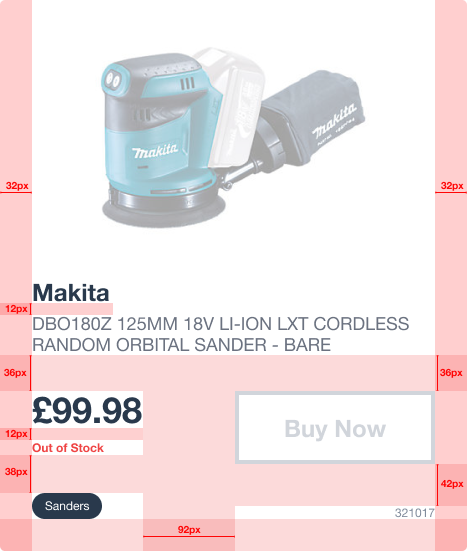 Makita
Makita
32px
32px
Makita
12px
DBO180Z 125MM 18V LI-ION LXT CORDLESS
RANDOM ORBITAL SANDER - BARE
36px
36px
£99.98
Buy Now
12px
Out of Stock
38px
42px
Sanders
321017
92px